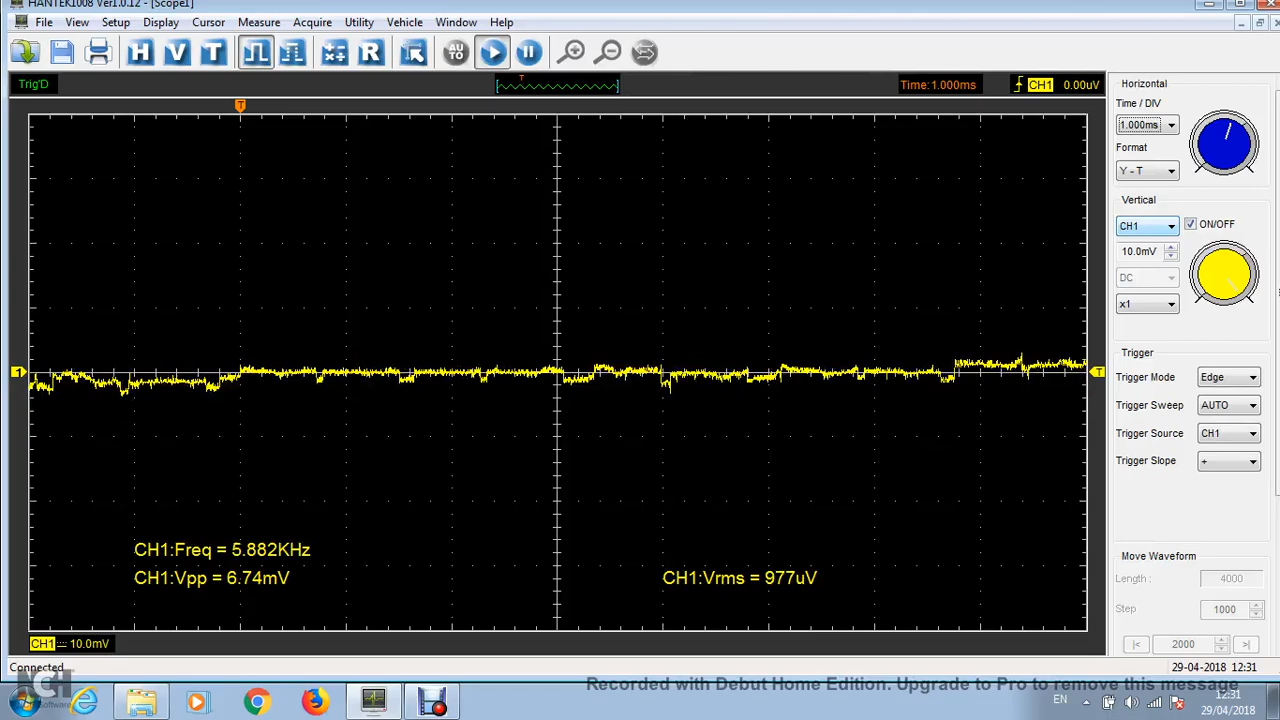 HANTEK1008 Ver1.0.12 - [Scope1]
File View Setup Display Cursor Measure Acquire Utility Vehicle Window Help
H V T R AUTO
Trig'D
T
Time:1.000ms
CH1 0.00uV
T
1
T
CH1:Freq = 5.882KHz
CH1:Vpp = 6.74mV
CH1:Vrms = 977uV
CH1 10.0mV
Horizontal
Time / DIV
1.000ms
Format
Y - T
Vertical
CH1 ON/OFF
10.0mV
DC
x1
Trigger
Trigger Mode Edge
Trigger Sweep AUTO
Trigger Source CH1
Trigger Slope +
Move Waveform
Length : 4000
Step 1000
|< 2000 >|
Connected
29-04-2018 12:31
NCH Software
Recorded with Debut Home Edition. Upgrade to Pro to remove this message
EN
12:31
29/04/2018